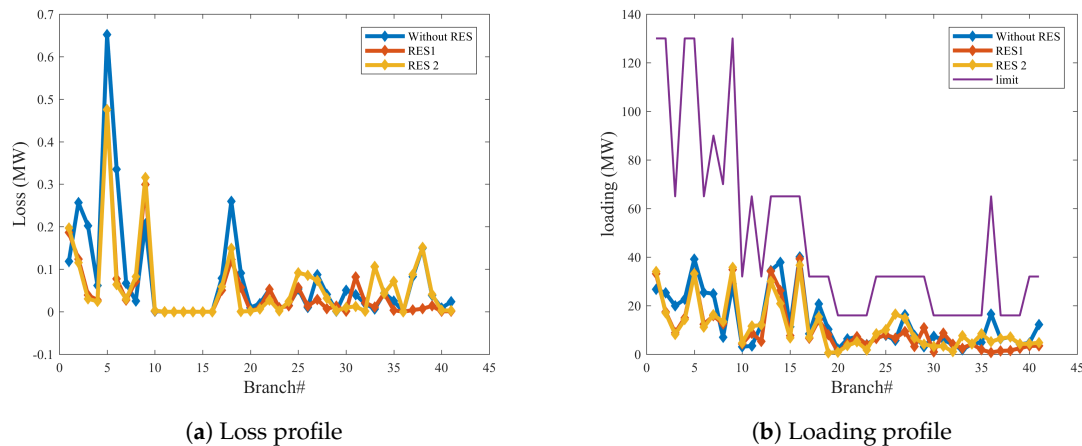 0.7
0.6
0.5
0.4
0.3
0.2
0.1
0
-0.1
Loss (MW)
0 5 10 15 20 25 30 35 40 45
Branch#
Without RES
RES1
RES 2
(a) Loss profile
140
120
100
80
60
40
20
0
loading (MW)
0 5 10 15 20 25 30 35 40 45
Branch#
Without RES
RES1
RES 2
limit
(b) Loading profile